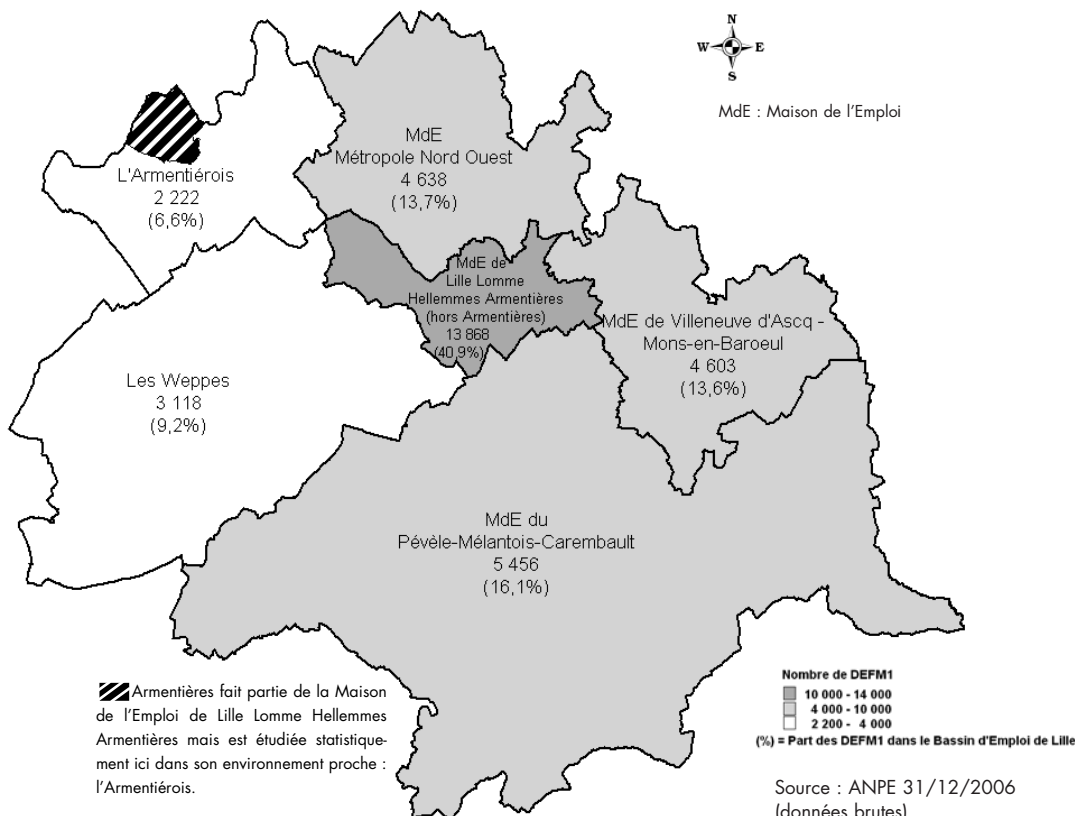 N
W E
S
MdE : Maison de l'Emploi
MdE
Métropole Nord Ouest
4 638
(13,7%)
L'Armentiérois
2 222
(6,6%)
MdE de
Lille Lomme
Hellemmes Armentières
(hors Armentières)
13 868
(40,9%)
MdE de Villeneuve d'Ascq -
Mons-en-Baroeul
4 603
(13,6%)
Les Weppes
3 118
(9,2%)
MdE du
Pévèle-Mélantois-Carembault
5 456
(16,1%)
Armentières fait partie de la Maison
de l'Emploi de Lille Lomme Hellemmes
Armentières mais est étudiée statistique-
ment ici dans son environnement proche :
l'Armentiérois.
Nombre de DEFM1
10 000 - 14 000
4 000 - 10 000
2 200 - 4 000
(%) = Part des DEFM1 dans le Bassin d'Emploi de Lille
Source : ANPE 31/12/2006
(données brutes)